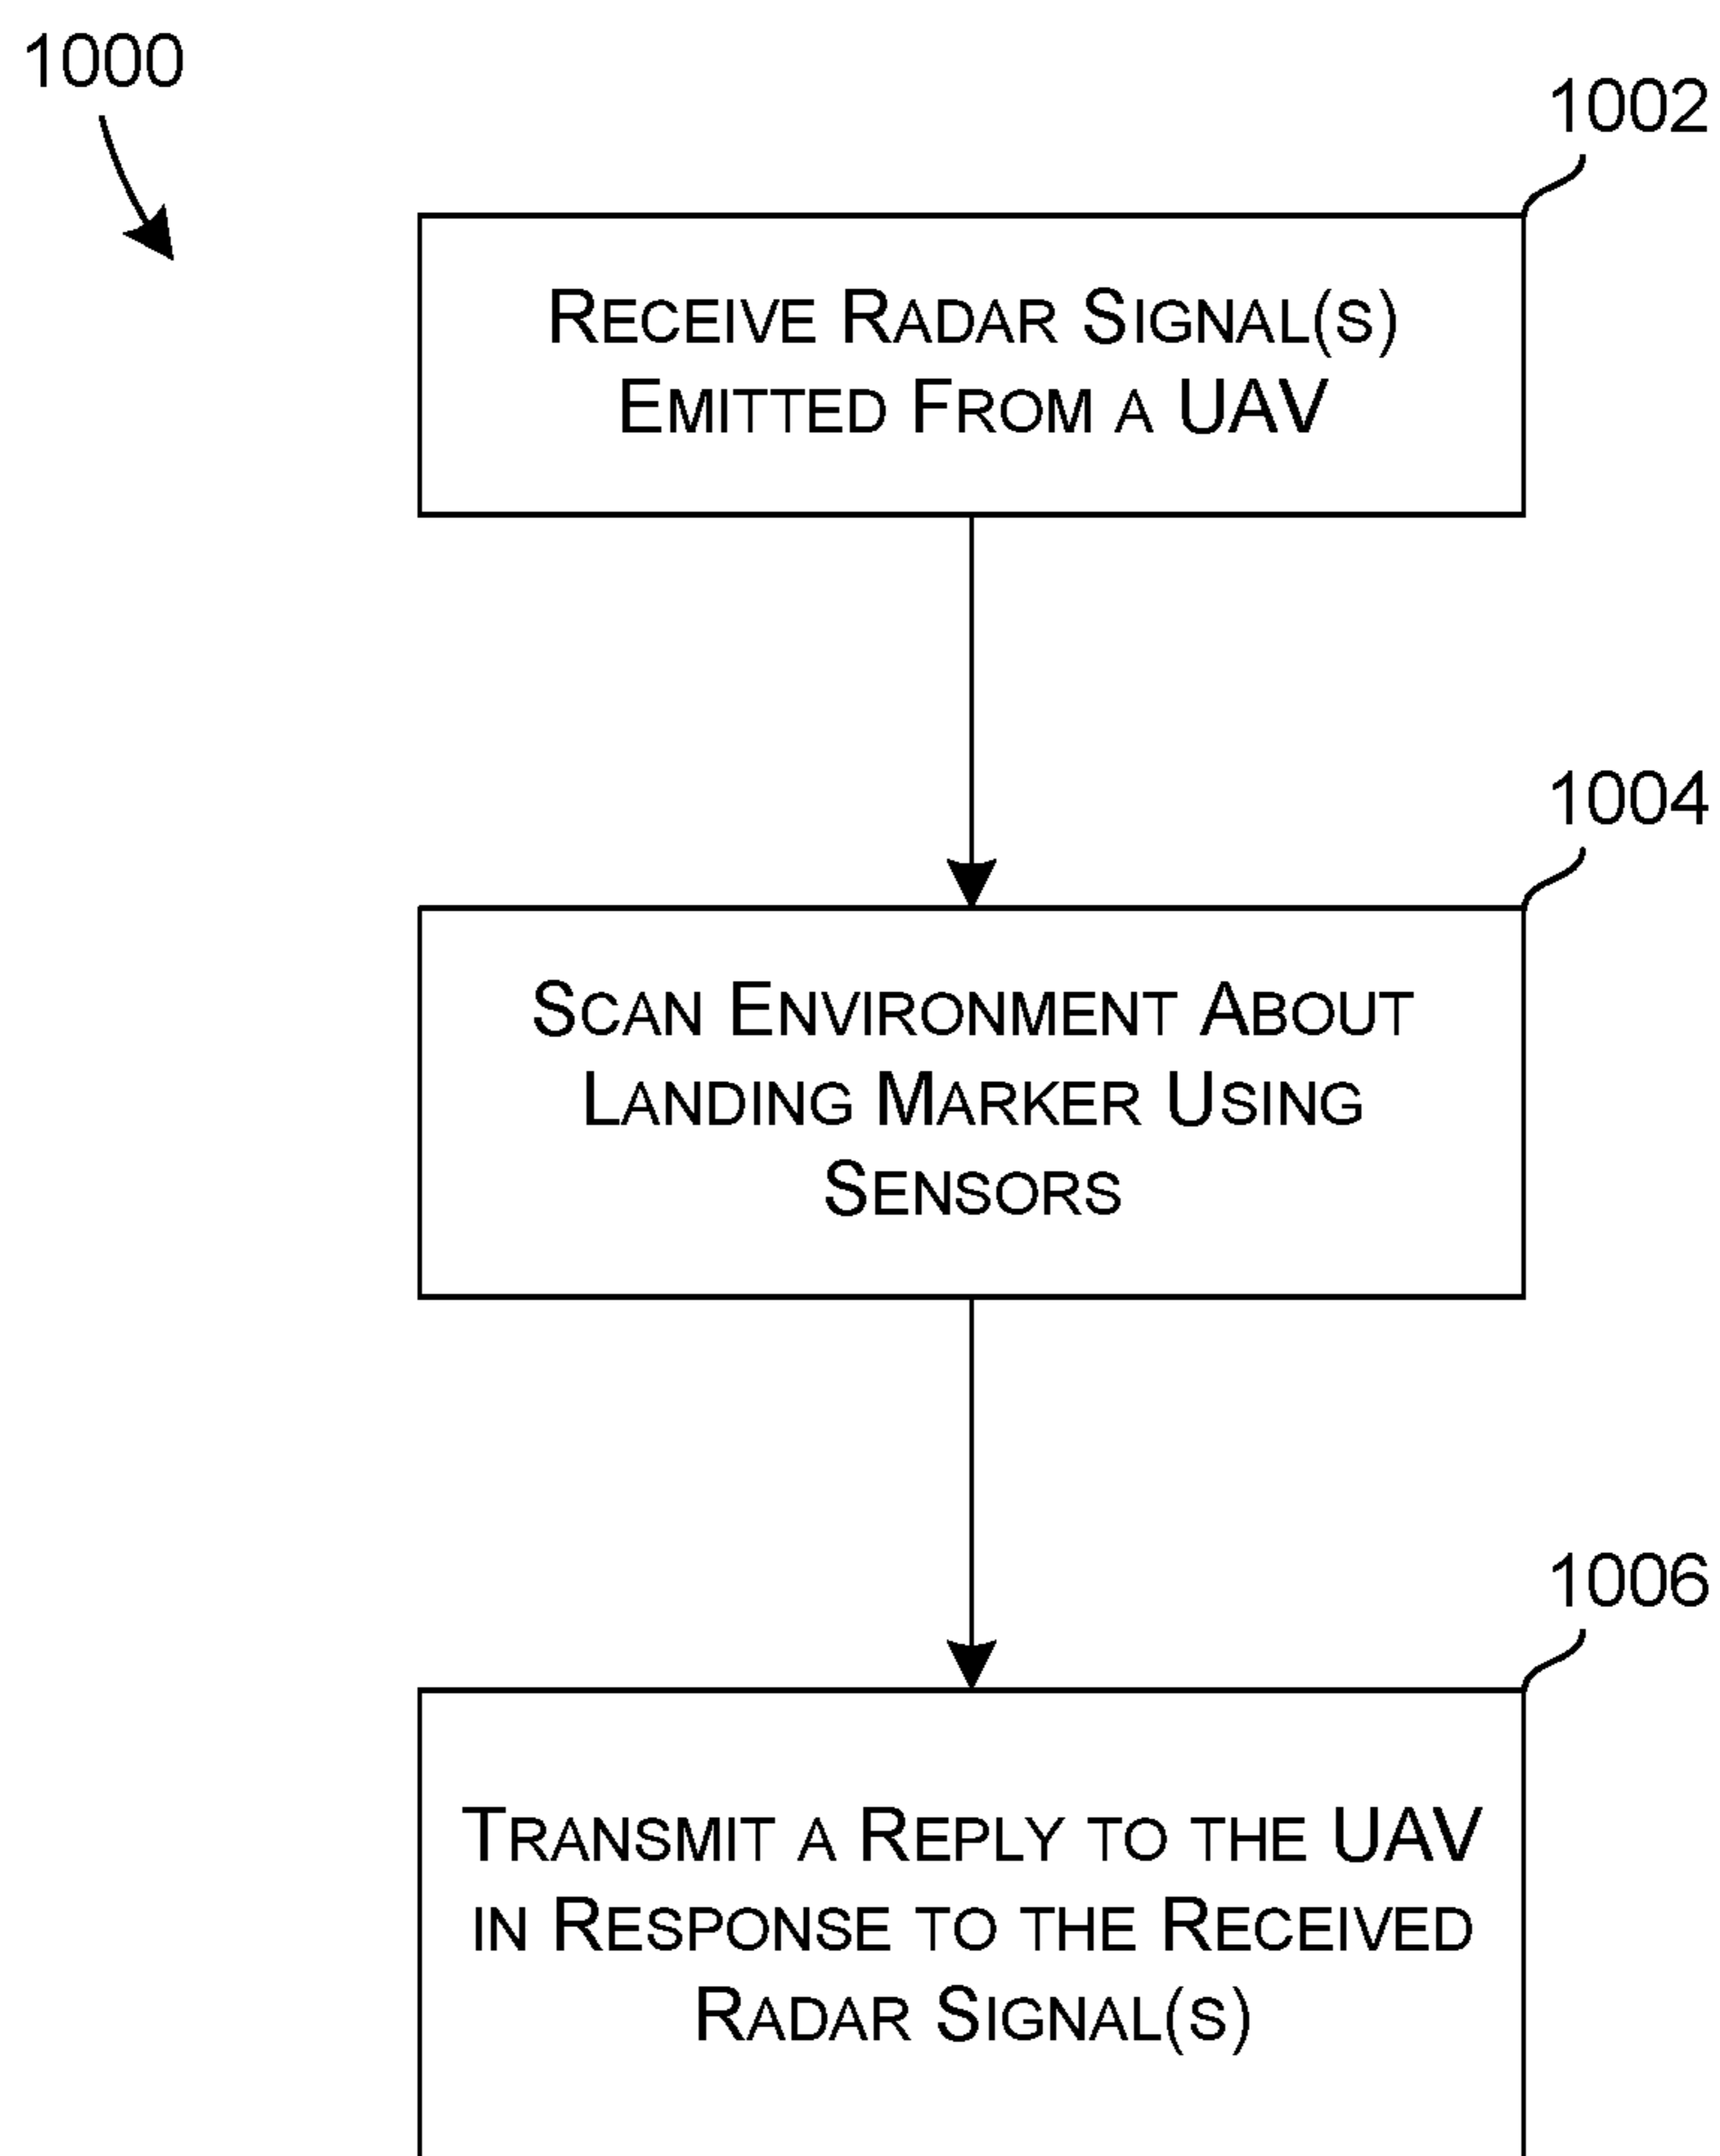 1000
1002
RECEIVE RADAR SIGNAL(S)
EMITTED FROM A UAV
1004
SCAN ENVIRONMENT ABOUT
LANDING MARKER USING
SENSORS
1006
TRANSMIT A REPLY TO THE UAV
IN RESPONSE TO THE RECEIVED
RADAR SIGNAL(S)